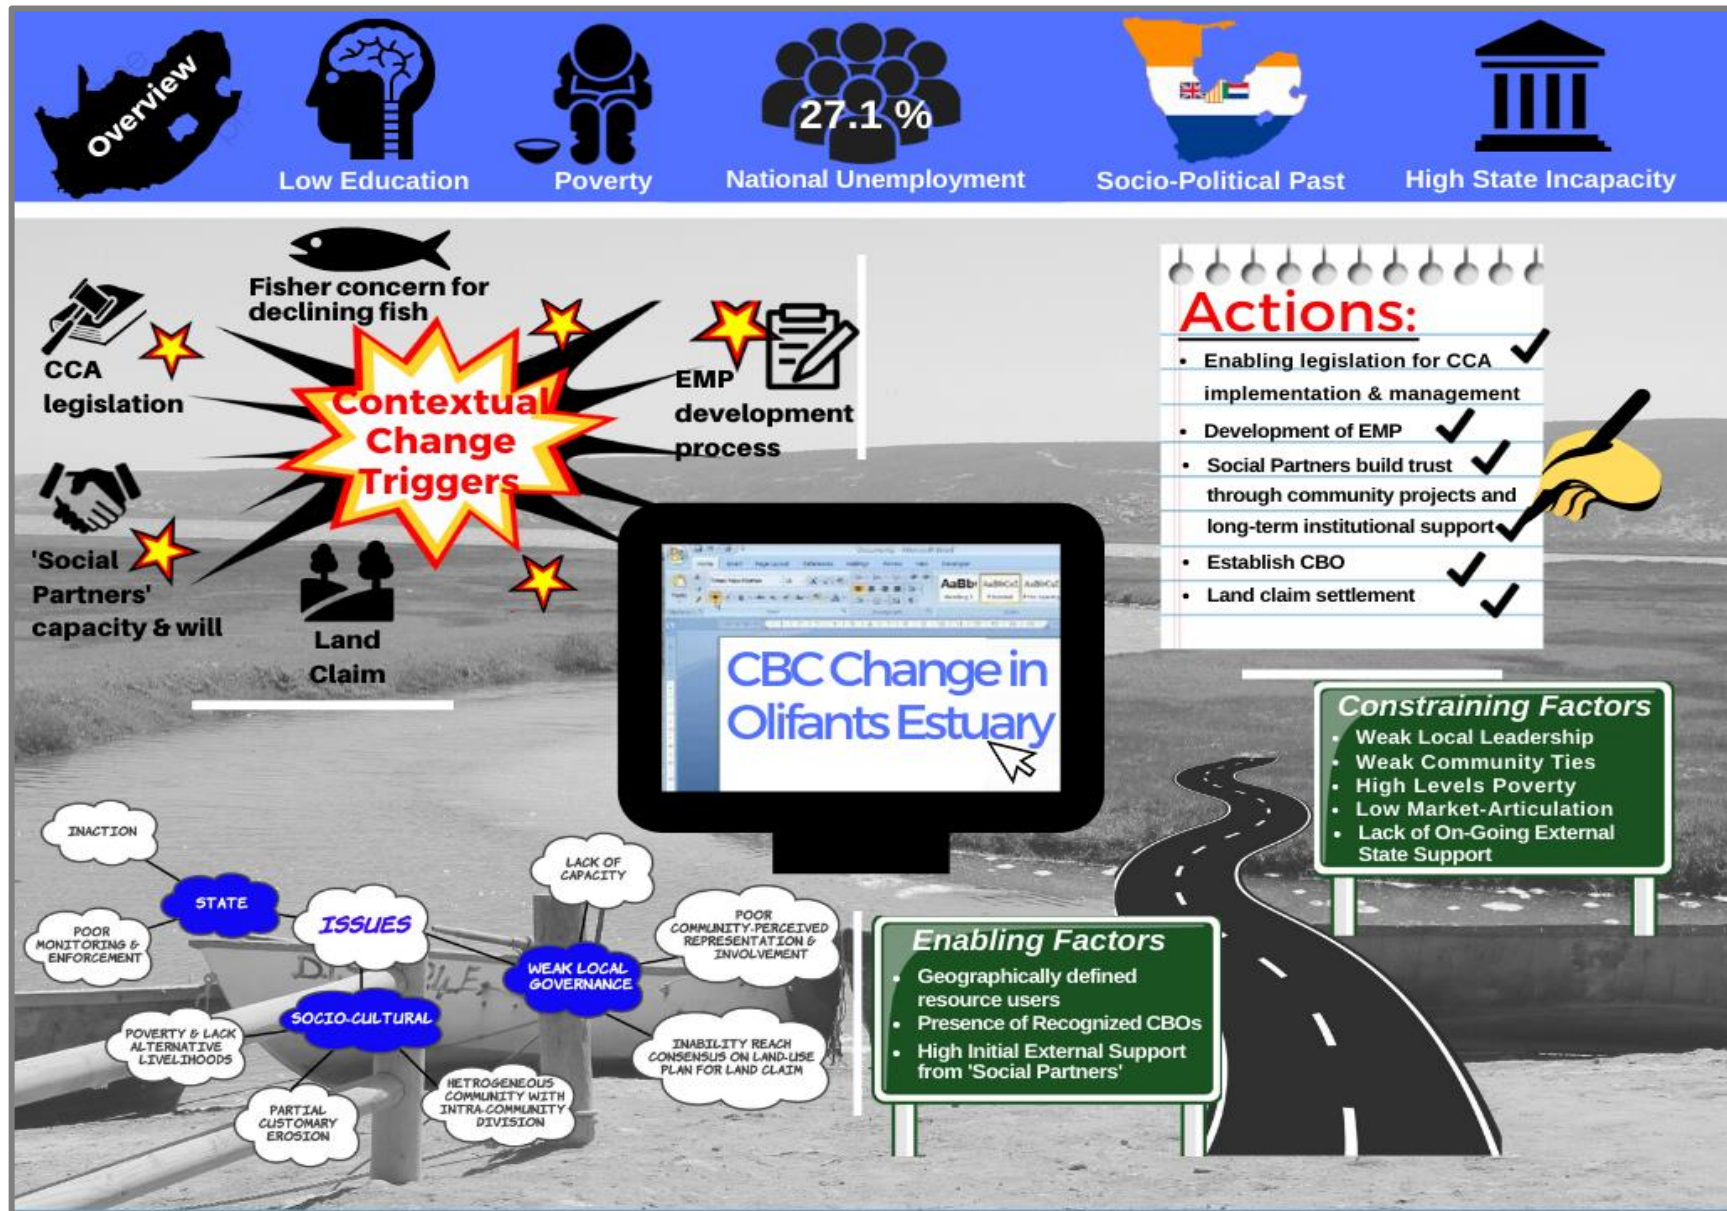 Overview
27.1 %
Low Education
Poverty
National Unemployment
Socio-Political Past
High State Incapacity
Fisher concern for
declining fish
CCA
legislation
EMP
development
process
Contextual
Change
Triggers
'Social
Partners'
capacity & will
Land
Claim
Actions:
• Enabling legislation for CCA
implementation & management
• Development of EMP
• Social Partners build trust
through community projects and
long-term institutional support
• Establish CBO
• Land claim settlement
CBC Change in
Olifants Estuary
Constraining Factors
• Weak Local Leadership
• Weak Community Ties
• High Levels Poverty
• Low Market-Articulation
• Lack of On-Going External
State Support
Enabling Factors
• Geographically defined
resource users
• Presence of Recognized CBOs
• High Initial External Support
from 'Social Partners'
INACTION
STATE
POOR
MONITORING &
ENFORCEMENT
ISSUES
LACK OF
CAPACITY
POOR
COMMUNITY-PERCEIVED
REPRESENTATION &
INVOLVEMENT
WEAK LOCAL
GOVERNANCE
SOCIO-CULTURAL
POVERTY & LACK
ALTERNATIVE
LIVELIHOODS
INABILITY REACH
CONSENSUS ON LAND-USE
PLAN FOR LAND CLAIM
HETROGENEOUS
COMMUNITY WITH
INTRA-COMMUNITY
DIVISION
PARTIAL
CUSTOMARY
EROSION